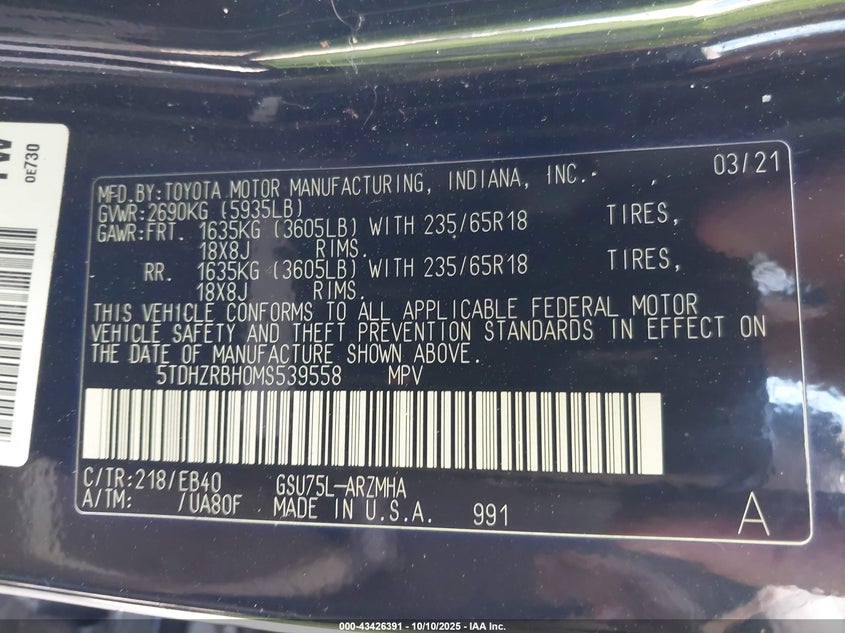 0E730
03/21
MFD.BY:TOYOTA MOTOR MANUFACTURING, INDIANA, INC.
GVWR:2690KG (5935LB)
GAWR:FRT. 1635KG (3605LB) WITH 235/65R18 TIRES,
18X8J RIMS.
RR. 1635KG (3605LB) WITH 235/65R18 TIRES,
18X8J RIMS.
THIS VEHICLE CONFORMS TO ALL APPLICABLE FEDERAL MOTOR
VEHICLE SAFETY AND THEFT PREVENTION STANDARDS IN EFFECT ON
THE DATE OF MANUFACTURE SHOWN ABOVE.
5TDHZRBH0MS539558 MPV
C/TR:218/EB40 GSU75L-ARZMHA
A/TM: /UA80F MADE IN U.S.A. 991 A
000-43426391 - 10/10/2025 - IAA Inc.